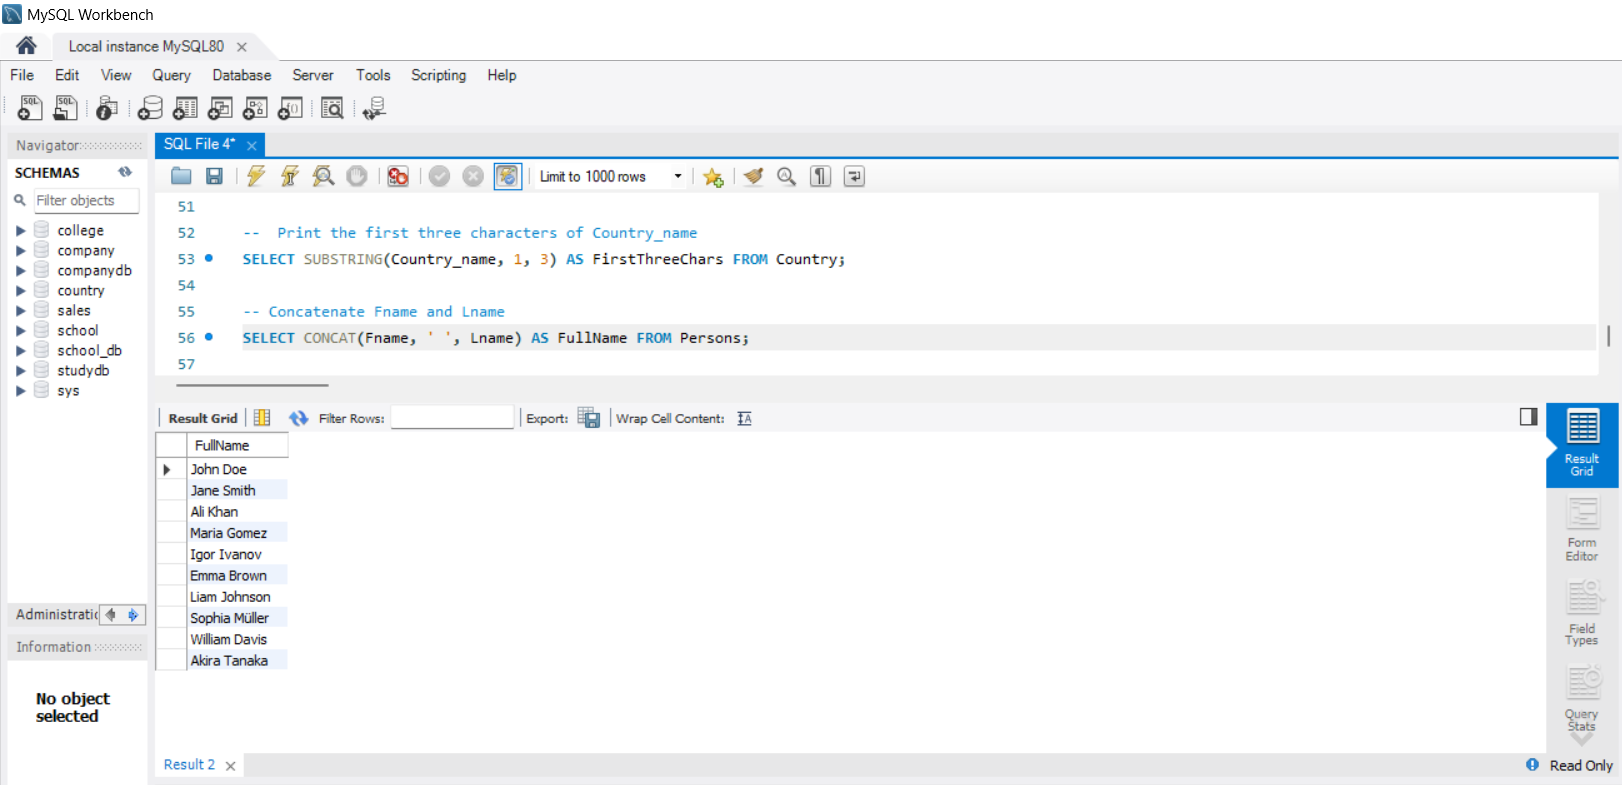 MySQL Workbench
Local instance MySQL80
File Edit View Query Database Server Tools Scripting Help
Navigator
SCHEMAS
Filter objects
college
company
companydb
country
sales
school
school_db
studydb
sys
Administratic
Information
No object
selected
SQL File 4*
Limit to 1000 rows
51
52 --  Print the first three characters of Country_name
53 SELECT SUBSTRING(Country_name, 1, 3) AS FirstThreeChars FROM Country;
54
55 -- Concatenate Fname and Lname
56 SELECT CONCAT(Fname, ' ', Lname) AS FullName FROM Persons;
57
Result Grid Filter Rows: Export: Wrap Cell Content:
FullName
John Doe
Jane Smith
Ali Khan
Maria Gomez
Igor Ivanov
Emma Brown
Liam Johnson
Sophia Müller
William Davis
Akira Tanaka
Result
Grid
Form
Editor
Field
Types
Query
Stats
Result 2
Read Only